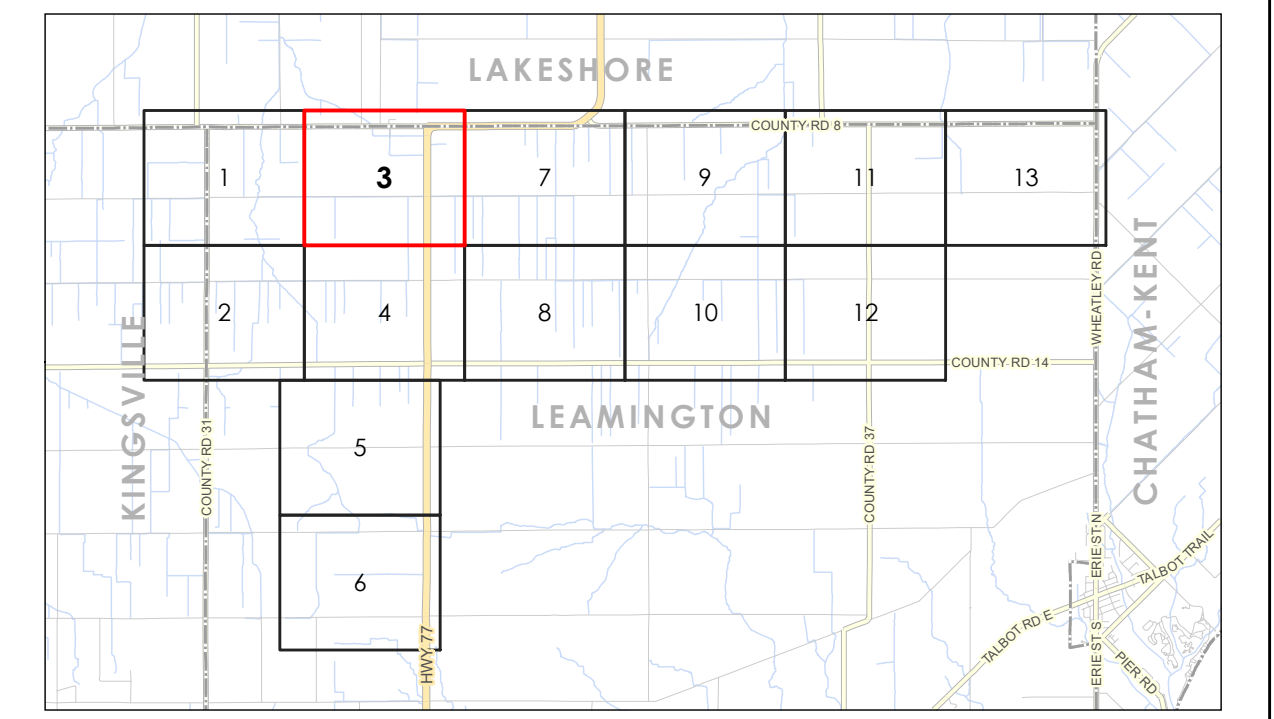 LAKESHORE
COUNTY RD 8
1
3
7
9
11
13
2
4
8
10
12
KINGSVILLE
CHATHAM-KENT
WHEATLEY RD
COUNTY RD 14
LEAMINGTON
COUNTY RD 31
5
COUNTY RD 37
6
HWY 77
ERIE ST N
TALBOT TRAIL
TALBOT RD E
ERIE ST S
PIER RD